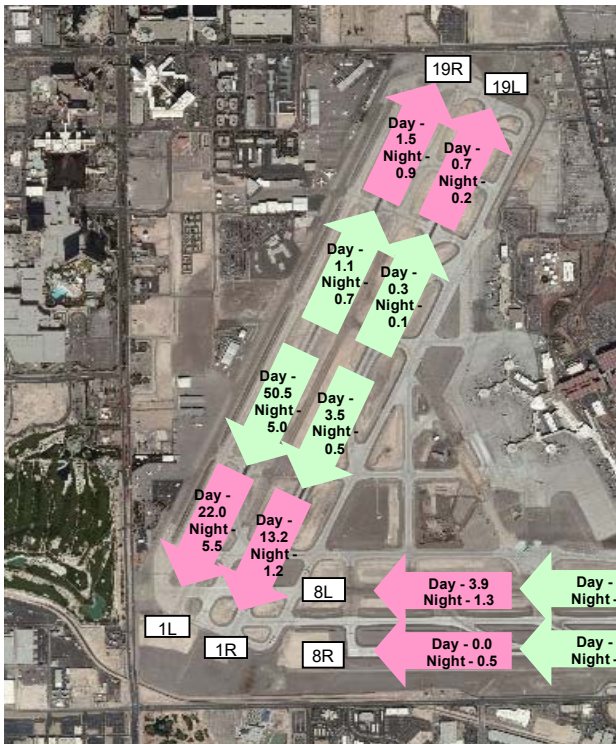 19R
19L
Day -
1.5
Night -
0.9
Day -
0.7
Night -
0.2
Day -
1.1
Night -
0.7
Day -
0.3
Night -
0.1
Day -
50.5
Night -
5.0
Day -
3.5
Night -
0.5
Day -
22.0
Night -
5.5
Day -
13.2
Night -
1.2
8L
Day - 3.9
Night - 1.3
Day -
Night -
1L
1R
8R
Day - 0.0
Night - 0.5
Day -
Night -